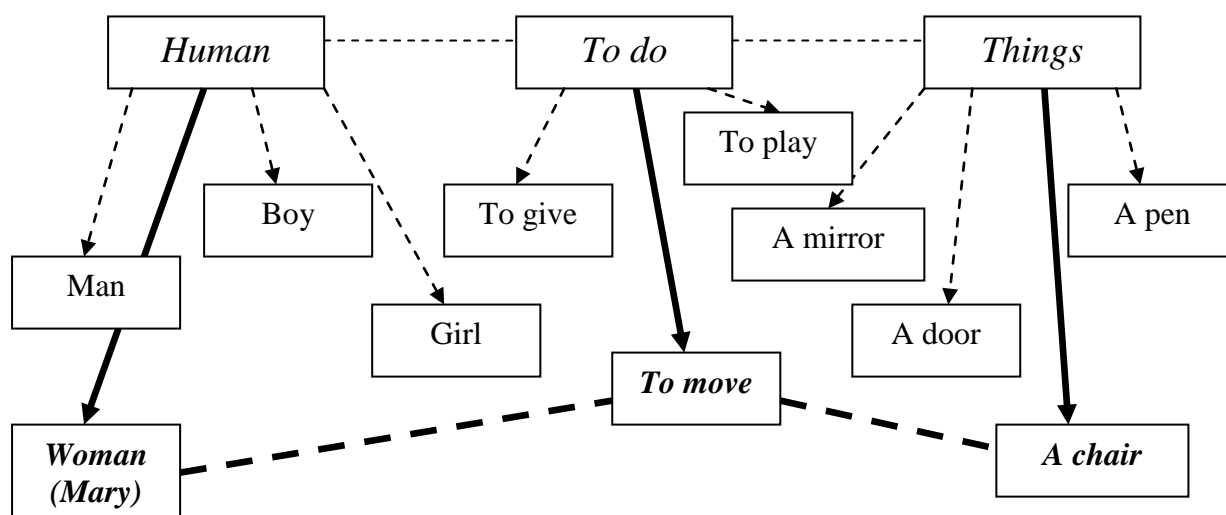 Human
To do
Things
To play
Boy
To give
A mirror
A pen
Man
Girl
A door
To move
Woman
(Mary)
A chair